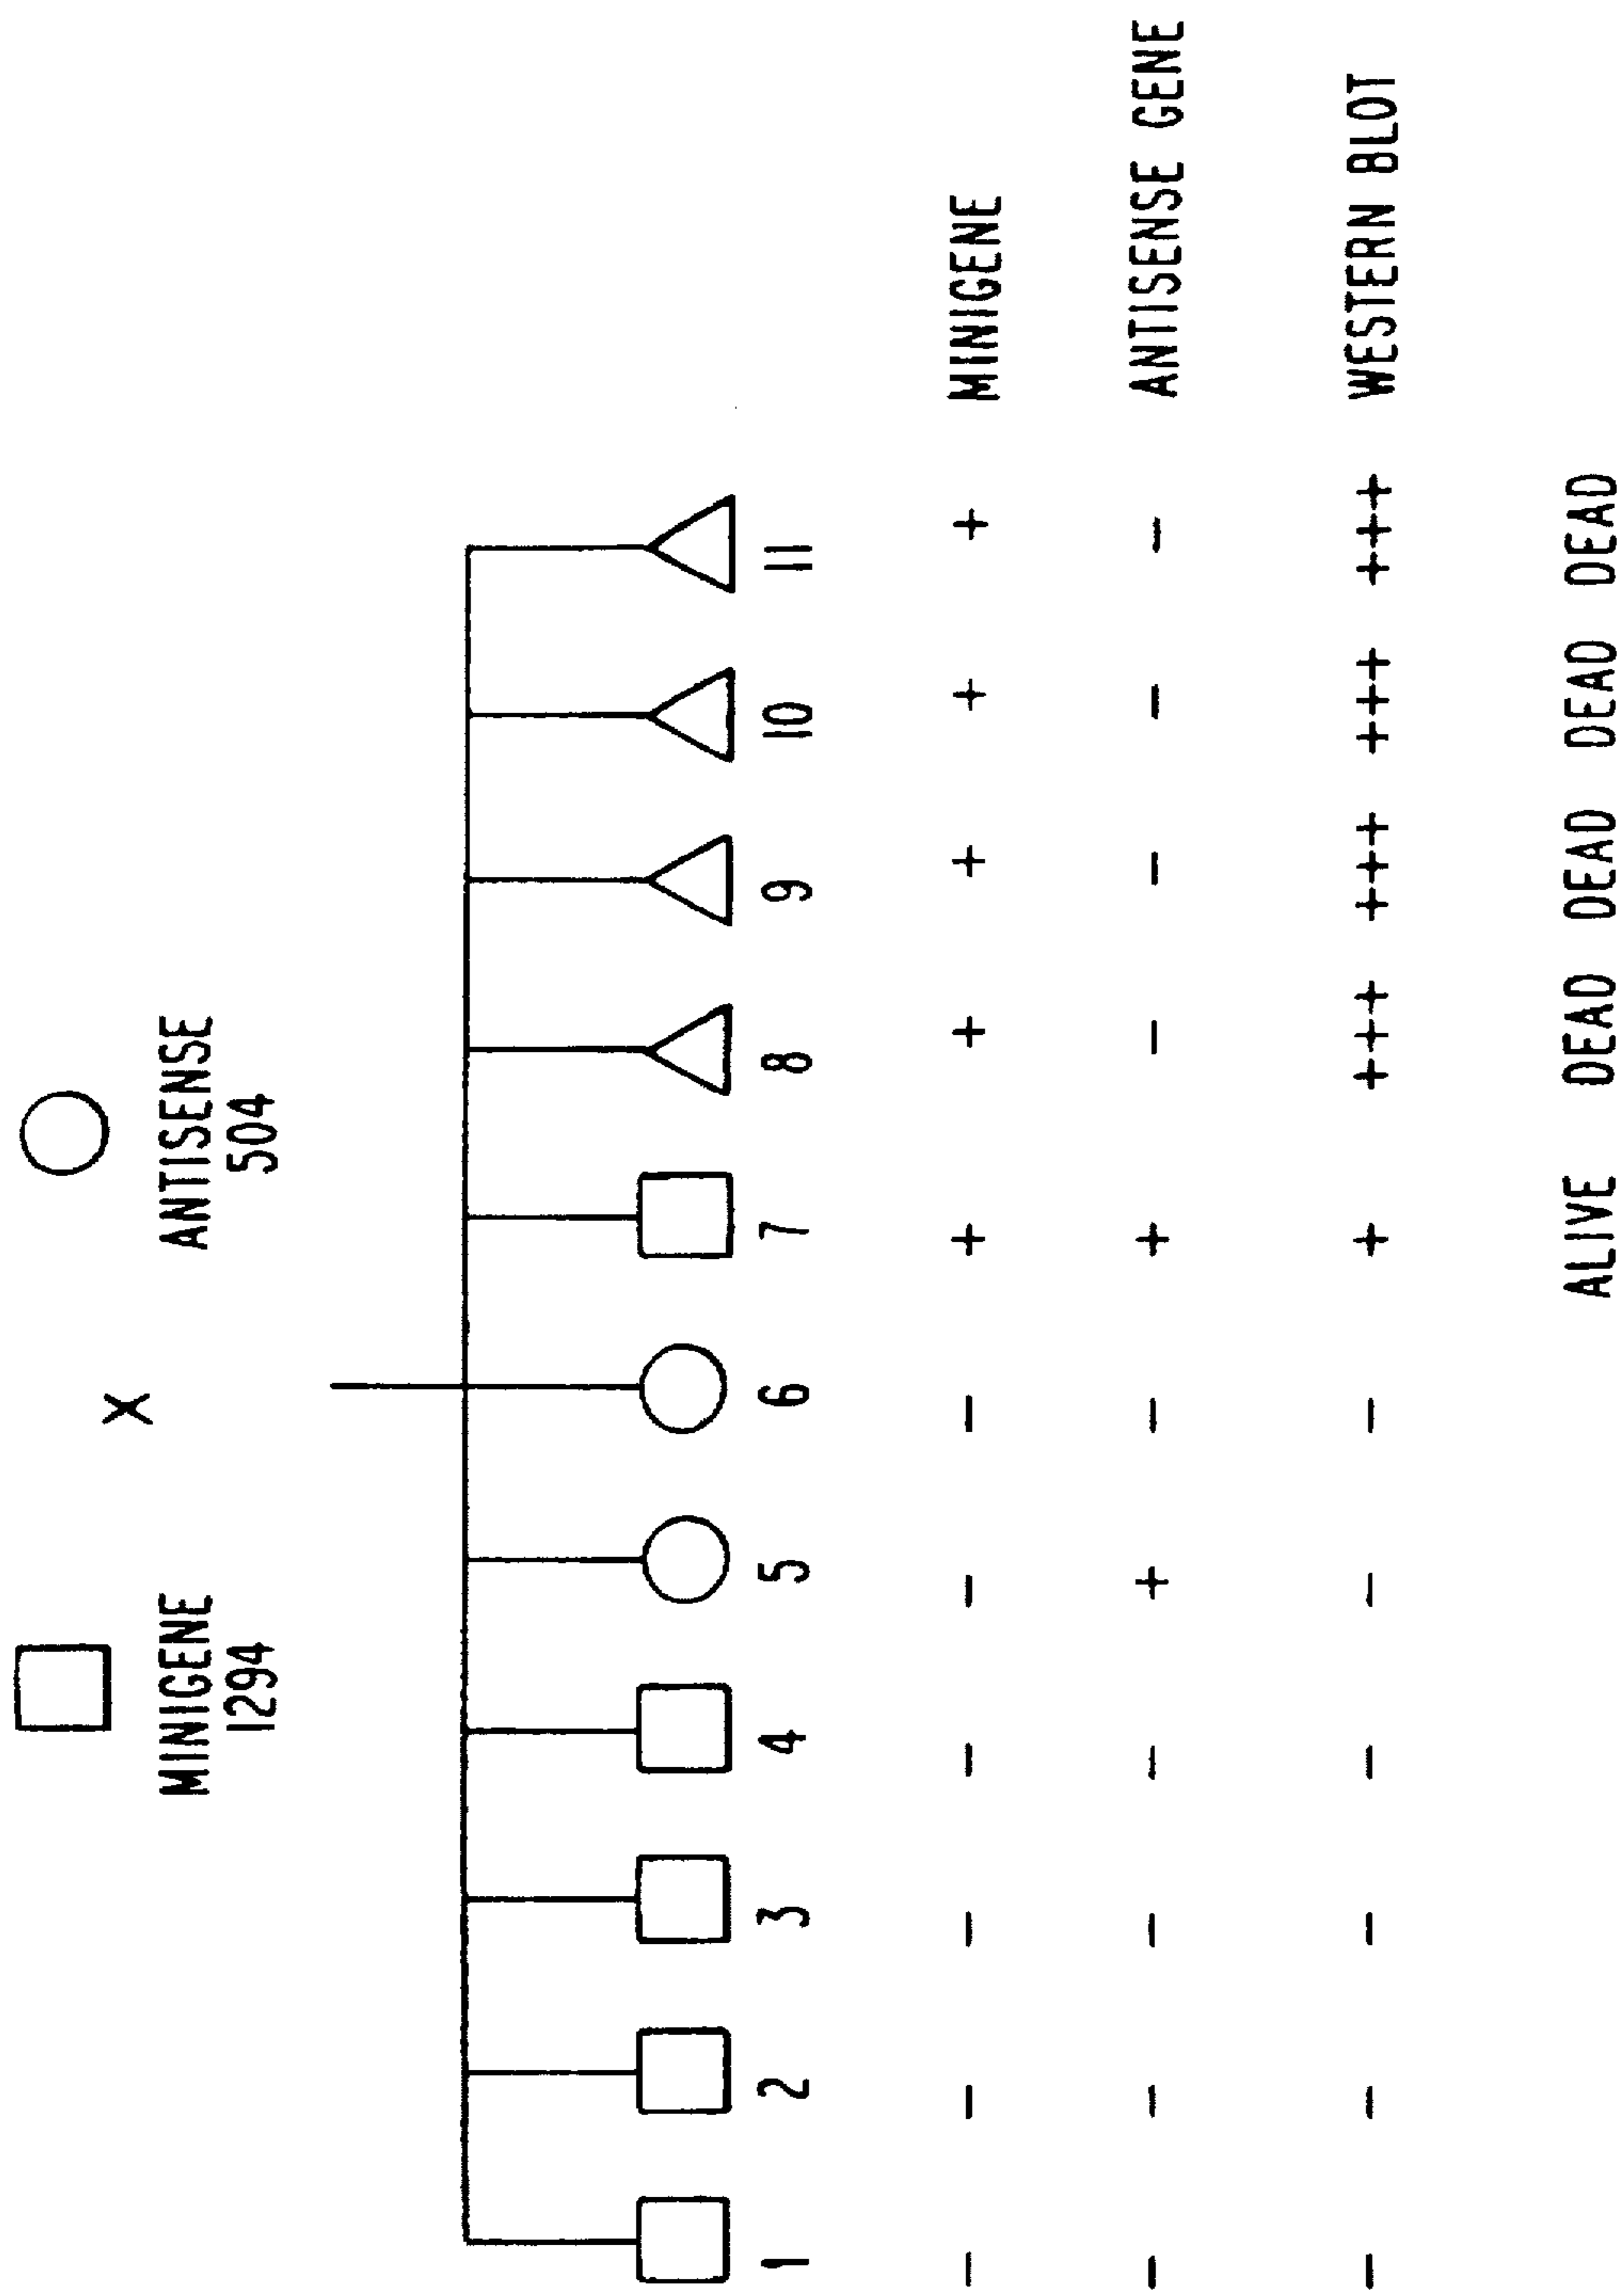 MINIGENE X ANTISENSE
1294 504
1 2 3 4 5 6 7 8 9 10 11
- - - - - - + + + + + MINIGENE
- - - - + - + - - - - ANTISENSE GENE
- - - - - - + +++ +++ +++ +++ WESTERN BLOT
ALIVE DEAD DEAD DEAD DEAD